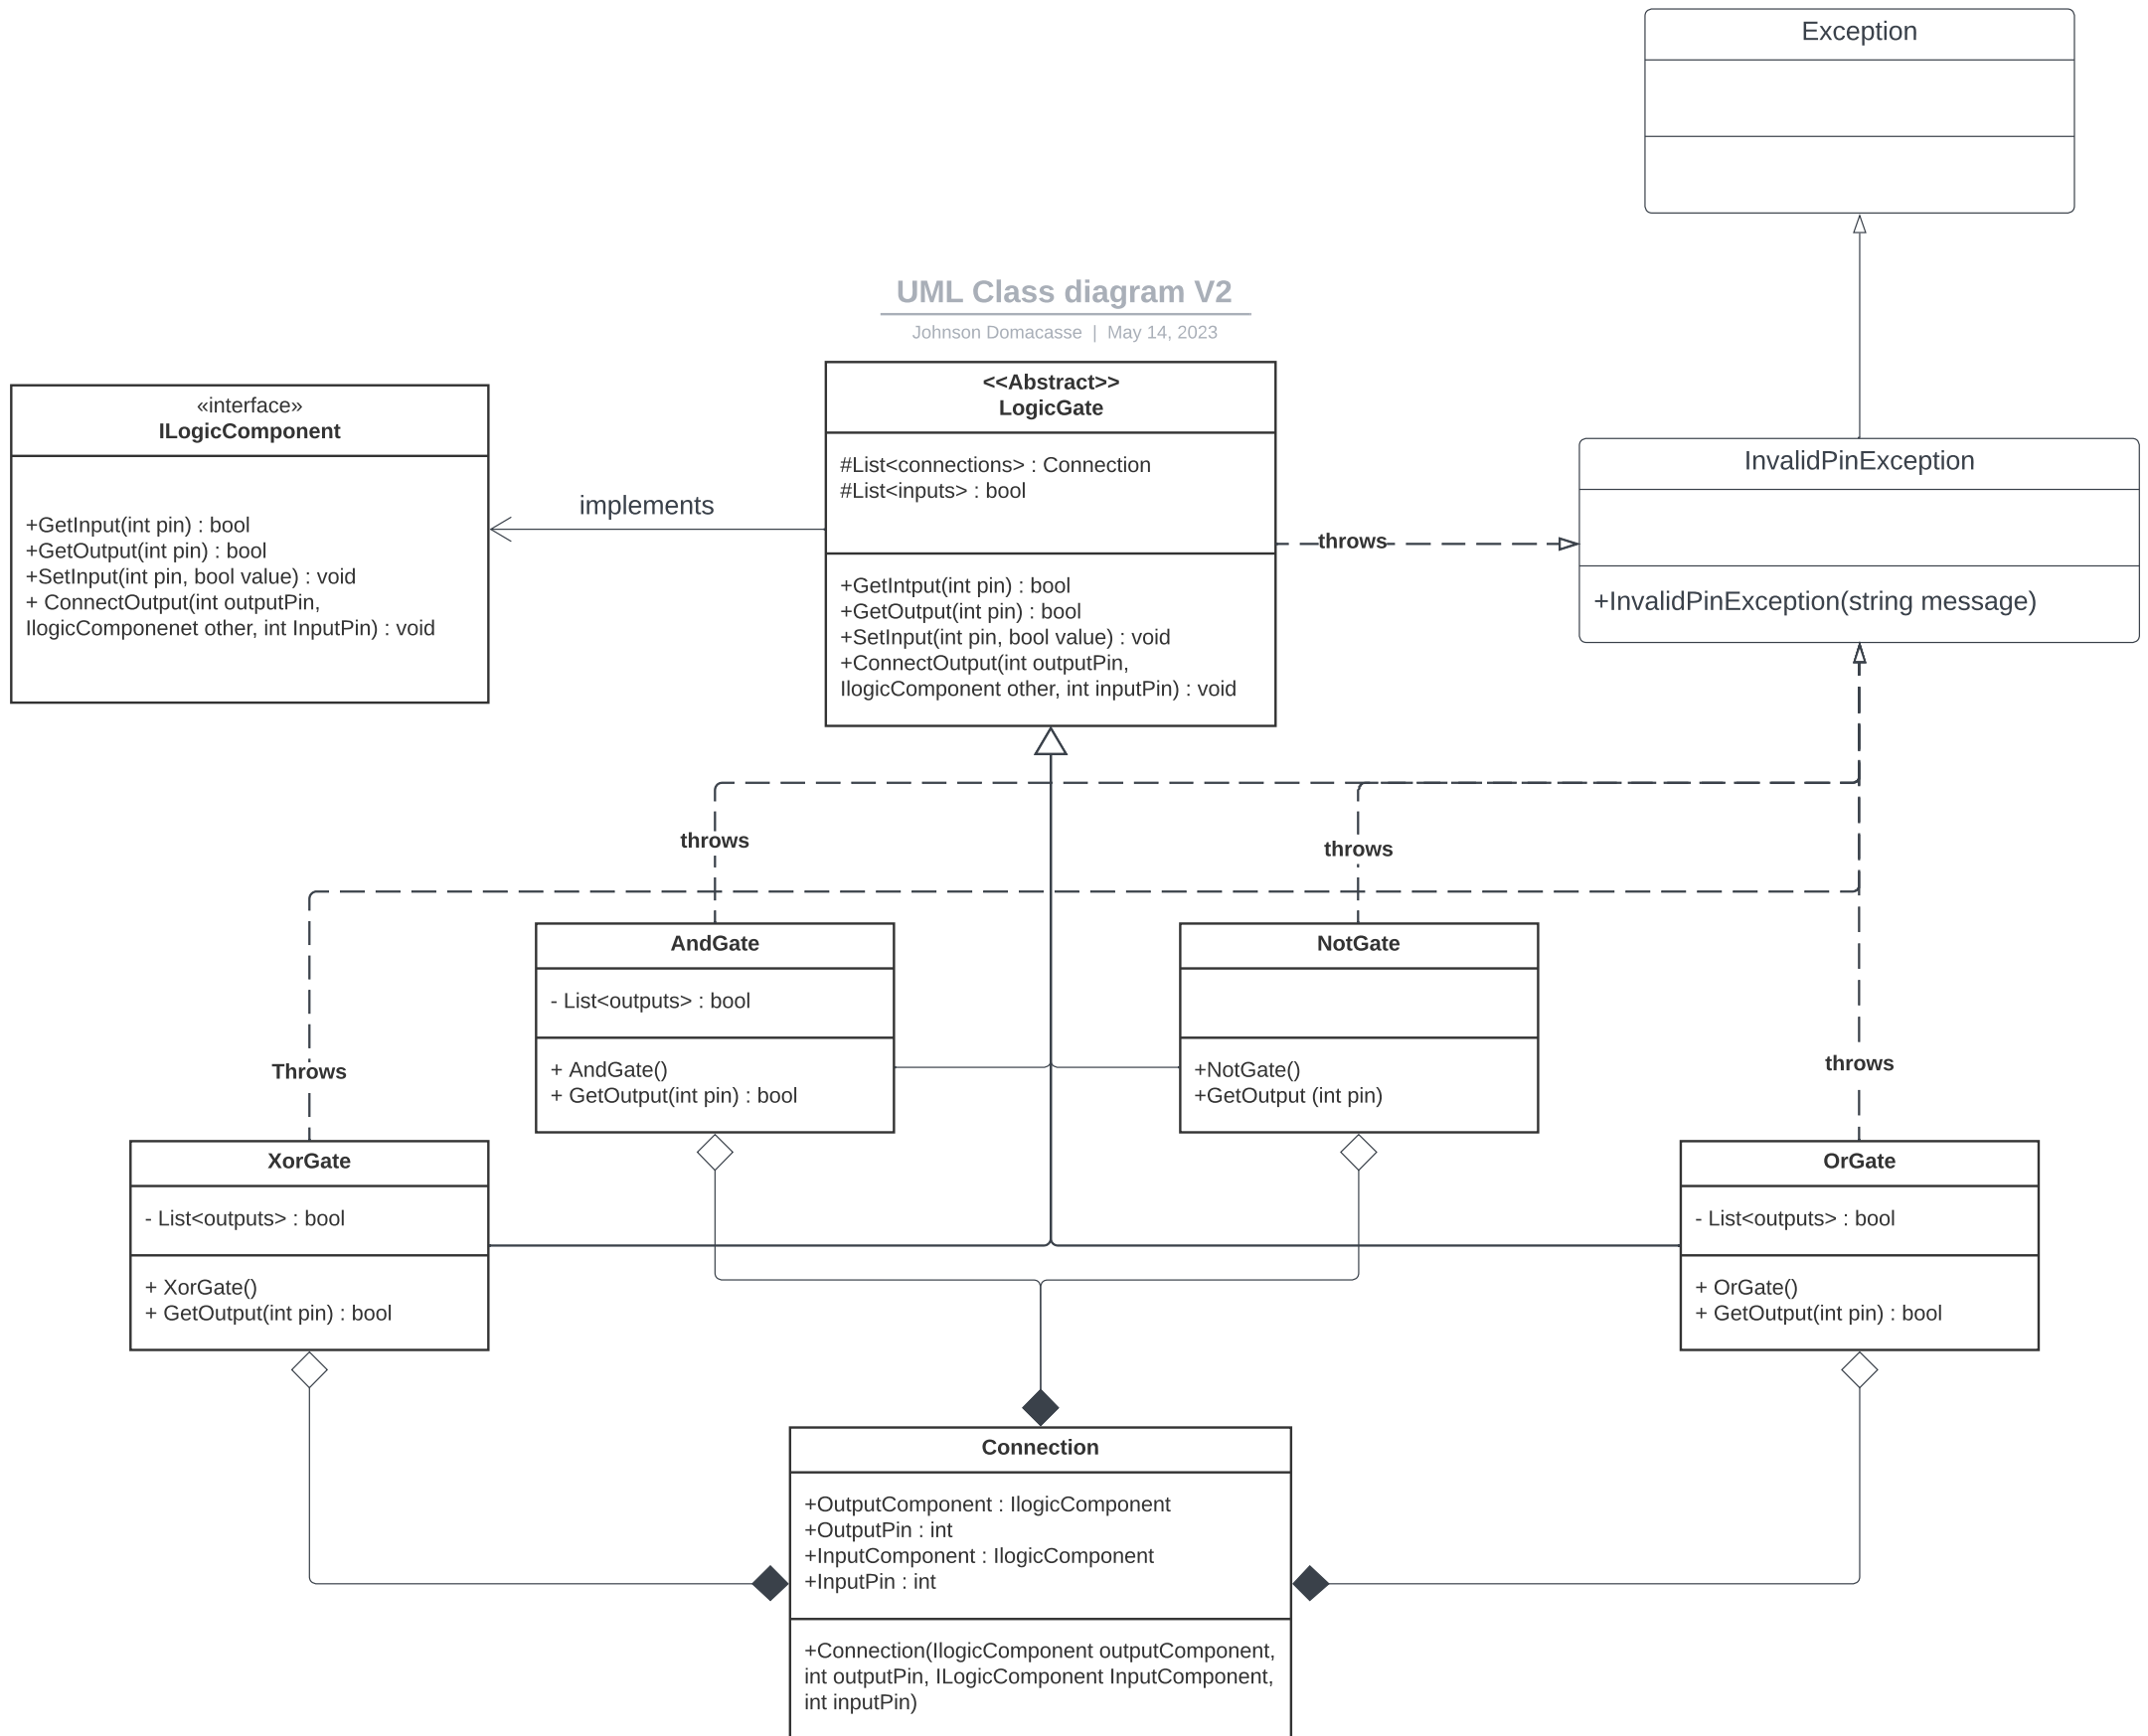 Exception
UML Class diagram V2
Johnson Domacasse | May 14, 2023
«interface»
ILogicComponent
+GetInput(int pin) : bool
+GetOutput(int pin) : bool
+SetInput(int pin, bool value) : void
+ ConnectOutput(int outputPin,
IlogicComponenet other, int InputPin) : void
implements
<<Abstract>>
LogicGate
#List<connections> : Connection
#List<inputs> : bool
+GetIntput(int pin) : bool
+GetOutput(int pin) : bool
+SetInput(int pin, bool value) : void
+ConnectOutput(int outputPin,
IlogicComponent other, int inputPin) : void
throws
InvalidPinException
+InvalidPinException(string message)
throws
throws
Throws
throws
AndGate
- List<outputs> : bool
+ AndGate()
+ GetOutput(int pin) : bool
NotGate
+NotGate()
+GetOutput (int pin)
XorGate
- List<outputs> : bool
+ XorGate()
+ GetOutput(int pin) : bool
OrGate
- List<outputs> : bool
+ OrGate()
+ GetOutput(int pin) : bool
Connection
+OutputComponent : IlogicComponent
+OutputPin : int
+InputComponent : IlogicComponent
+InputPin : int
+Connection(IlogicComponent outputComponent,
int outputPin, ILogicComponent InputComponent,
int inputPin)